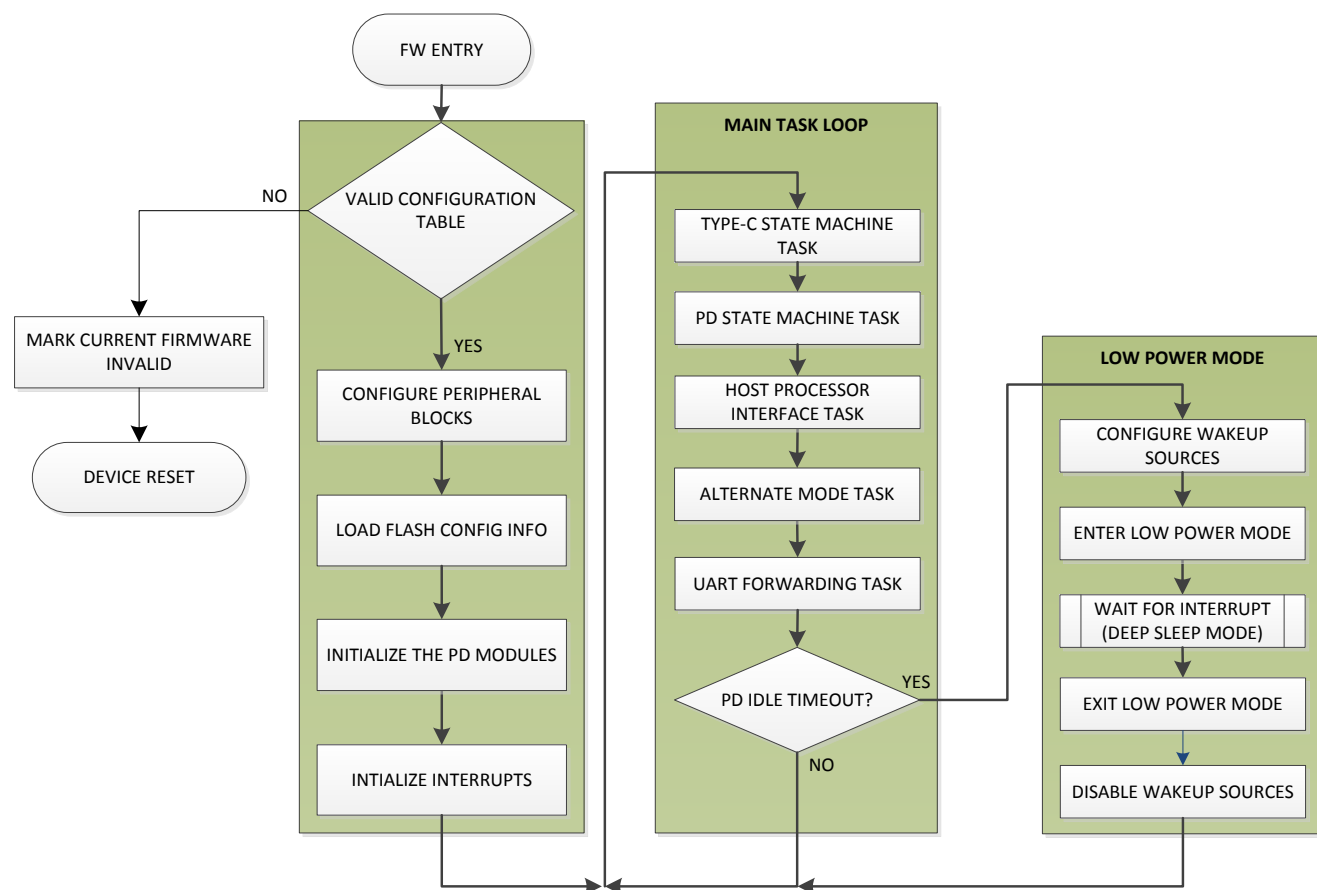 FW ENTRY
VALID CONFIGURATION
TABLE
NO
YES
MARK CURRENT FIRMWARE
INVALID
DEVICE RESET
CONFIGURE PERIPHERAL
BLOCKS
LOAD FLASH CONFIG INFO
INITIALIZE THE PD MODULES
INTIALIZE INTERRUPTS
MAIN TASK LOOP
TYPE-C STATE MACHINE
TASK
PD STATE MACHINE TASK
HOST PROCESSOR
INTERFACE TASK
ALTERNATE MODE TASK
UART FORWARDING TASK
PD IDLE TIMEOUT?
YES
NO
LOW POWER MODE
CONFIGURE WAKEUP
SOURCES
ENTER LOW POWER MODE
WAIT FOR INTERRUPT
(DEEP SLEEP MODE)
EXIT LOW POWER MODE
DISABLE WAKEUP SOURCES